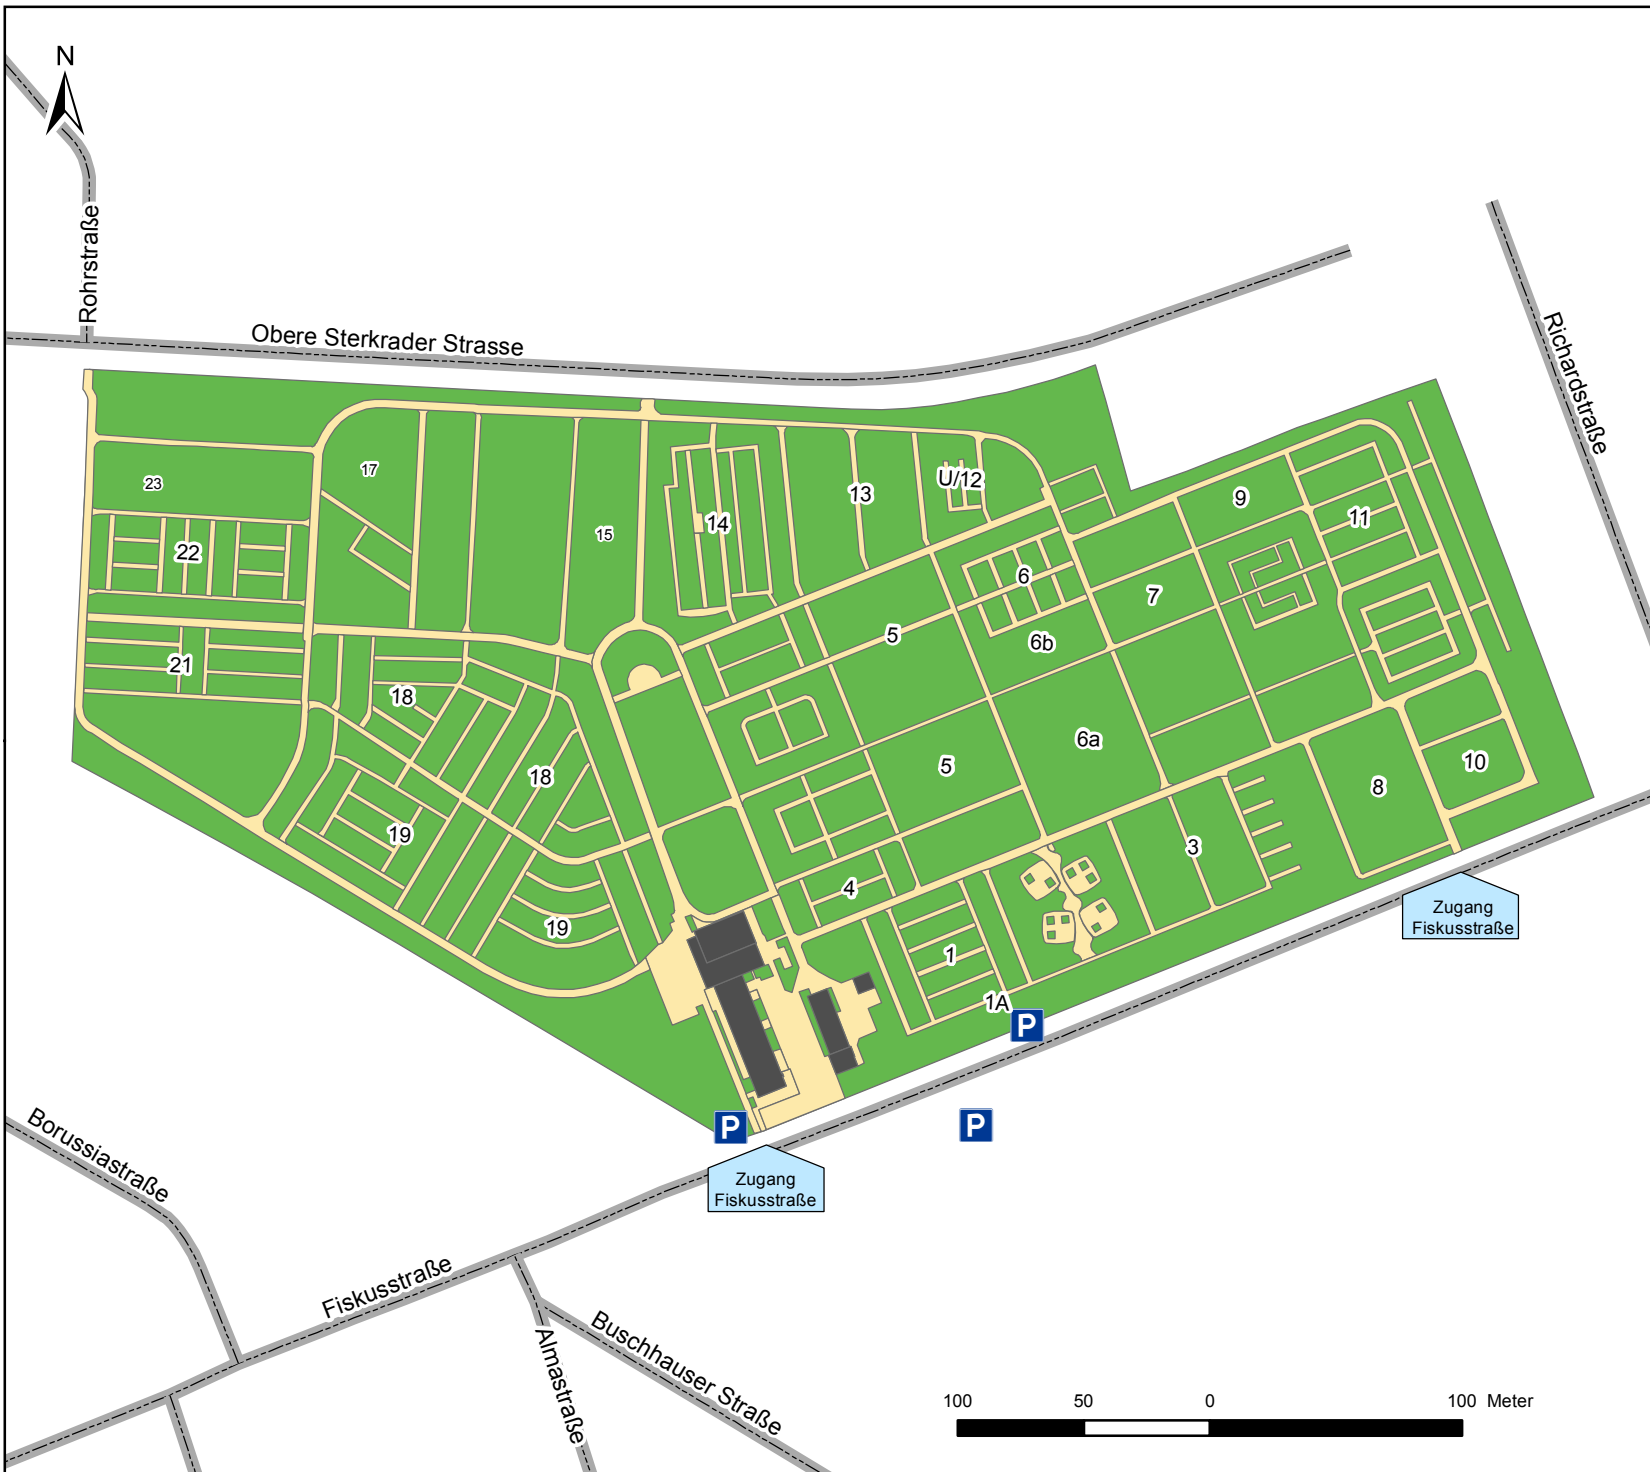 N
Rohrstraße
Obere Sterkrader Strasse
Richardstraße
17
23
U/12
9
13
11
14
15
22
6
7
5
6b
21
18
6a
5
10
18
8
19
3
4
19
1
1A
P
P
P
Zugang
Fiskusstraße
Zugang
Fiskusstraße
Borussiastraße
Fiskusstraße
Almastraße
Buschhauser Straße
100 50 0 100 Meter